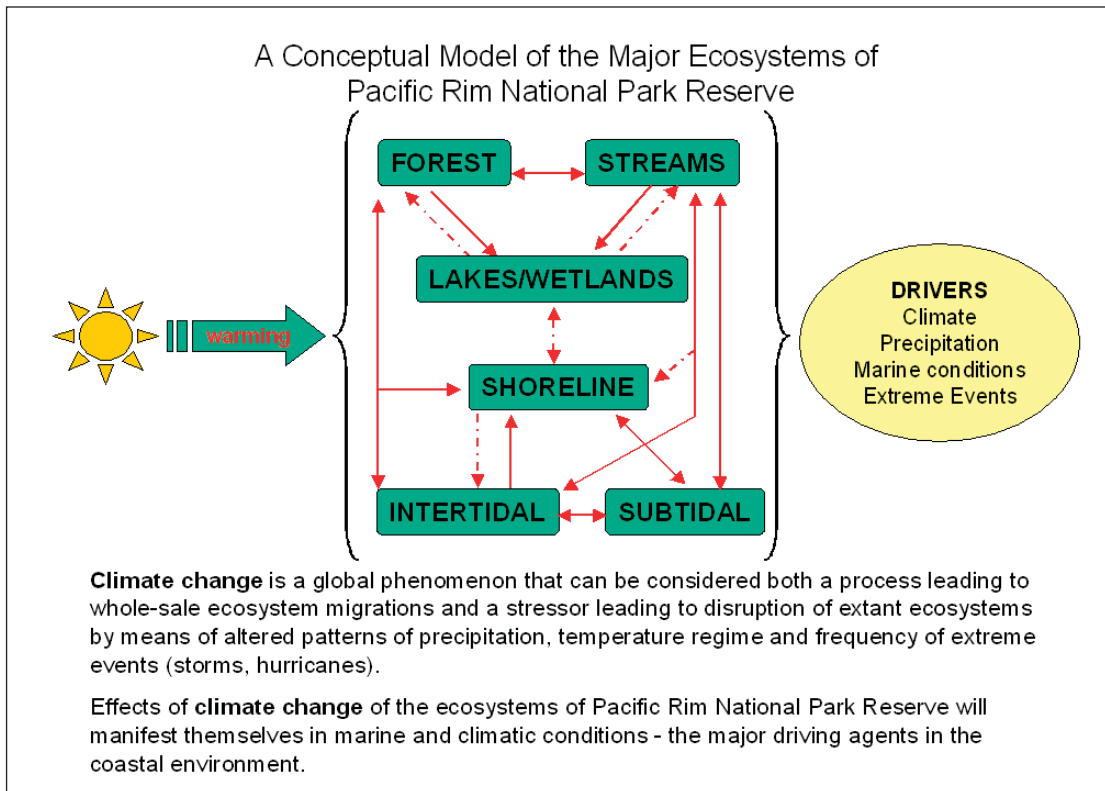 A Conceptual Model of the Major Ecosystems of
Pacific Rim National Park Reserve
FOREST
STREAMS
LAKES/WETLANDS
warming
SHORELINE
INTERTIDAL
SUBTIDAL
DRIVERS
Climate
Precipitation
Marine conditions
Extreme Events
Climate change is a global phenomenon that can be considered both a process leading to
whole-sale ecosystem migrations and a stressor leading to disruption of extant ecosystems
by means of altered patterns of precipitation, temperature regime and frequency of extreme
events (storms, hurricanes).
Effects of climate change of the ecosystems of Pacific Rim National Park Reserve will
manifest themselves in marine and climatic conditions - the major driving agents in the
coastal environment.